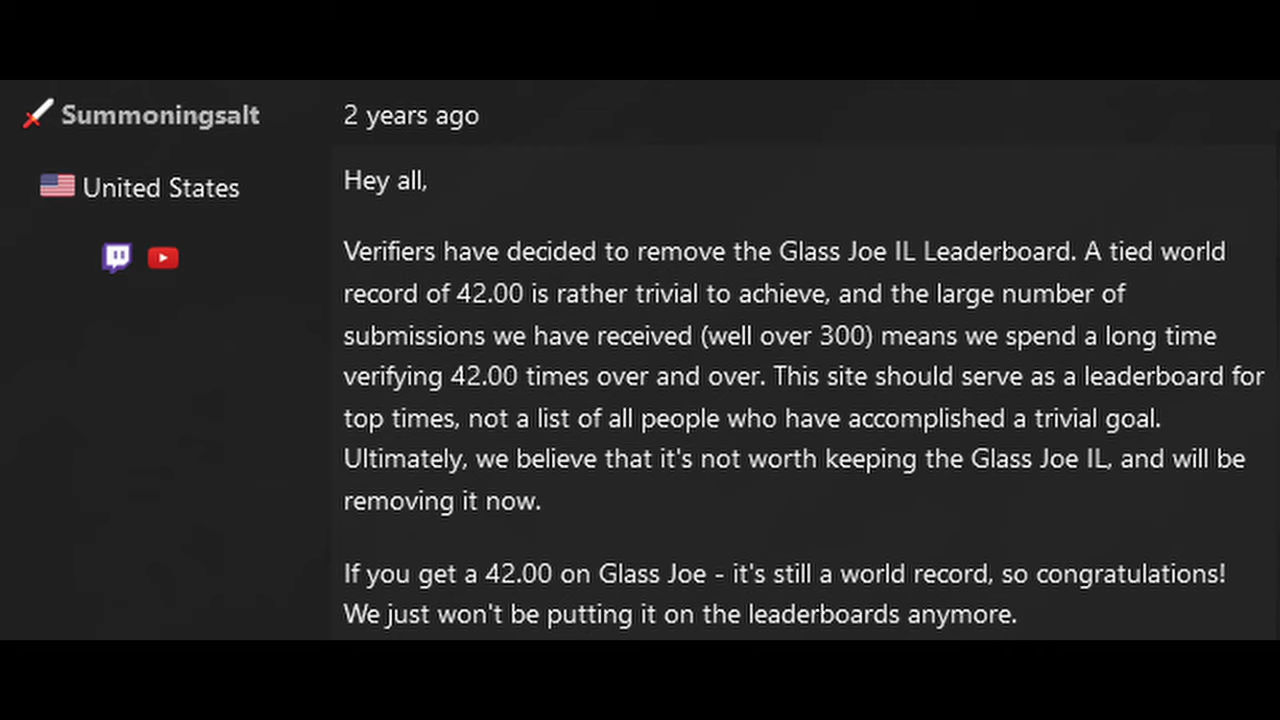 Summoningsalt
2 years ago
United States
Hey all,
Verifiers have decided to remove the Glass Joe IL Leaderboard. A tied world
record of 42.00 is rather trivial to achieve, and the large number of
submissions we have received (well over 300) means we spend a long time
verifying 42.00 times over and over. This site should serve as a leaderboard for
top times, not a list of all people who have accomplished a trivial goal.
Ultimately, we believe that it's not worth keeping the Glass Joe IL, and will be
removing it now.
If you get a 42.00 on Glass Joe - it's still a world record, so congratulations!
We just won't be putting it on the leaderboards anymore.